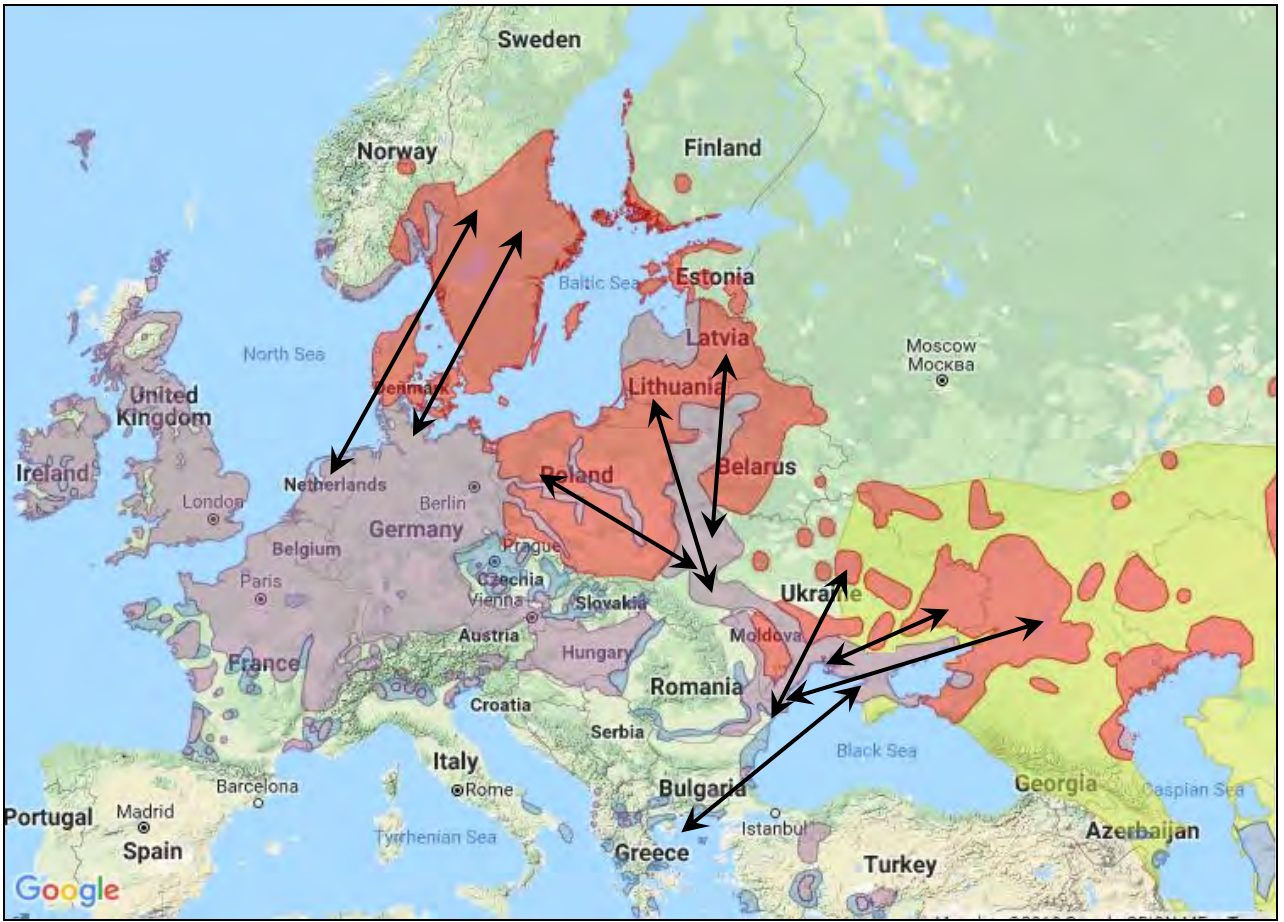 Sweden
Norway
Finland
Estonia
Baltic Sea
Latvia
North Sea
Moscow
Москва
Denmark
Lithuania
United
Kingdom
Ireland
Netherlands
Poland
Belarus
London
Berlin
Germany
Belgium
Prague
Paris
Czechia
Ukraine
Vienna
Slovakia
Austria
Moldova
Hungary
France
Romania
Croatia
Serbia
Italy
Black Sea
Barcelona
Rome
Bulgaria
Georgia
Caspian Sea
Portugal
Madrid
Istanbul
Azerbaijan
Tyrrhenian Sea
Spain
Greece
Turkey
Google